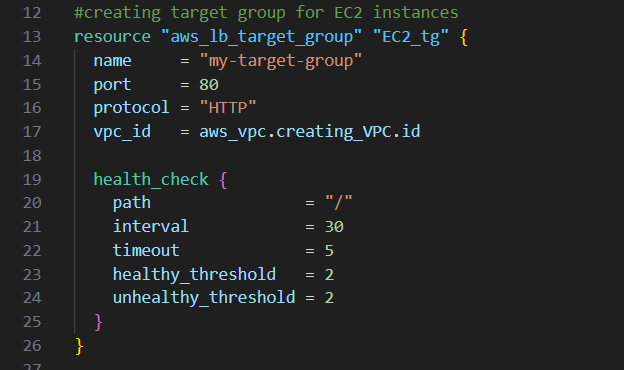 12 #creating target group for EC2 instances
13 resource "aws_lb_target_group" "EC2_tg" {
14   name     = "my-target-group"
15   port     = 80
16   protocol = "HTTP"
17   vpc_id   = aws_vpc.creating_VPC.id
18
19   health_check {
20     path                = "/"
21     interval            = 30
22     timeout             = 5
23     healthy_threshold   = 2
24     unhealthy_threshold = 2
25   }
26 }
27